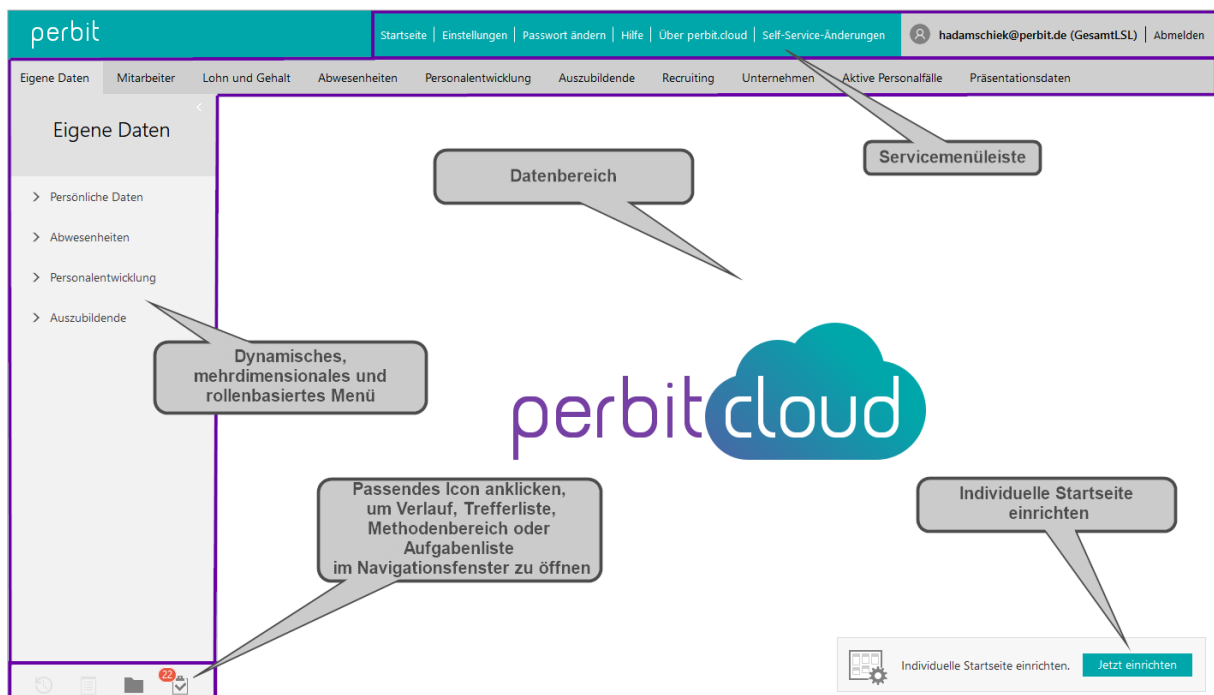 perbit
Startseite | Einstellungen | Passwort ändern | Hilfe | Über perbit.cloud | Self-Service-Änderungen
hadamschiek@perbit.de (GesamtLSL) | Abmelden
Eigene Daten Mitarbeiter Lohn und Gehalt Abwesenheiten Personalentwicklung Auszubildende Recruiting Unternehmen Aktive Personalfälle Präsentationsdaten
Eigene Daten
Persönliche Daten
Abwesenheiten
Personalentwicklung
Auszubildende
Servicemenüleiste
Datenbereich
Dynamisches,
mehrdimensionales und
rollenbasiertes Menü
perbit cloud
Passendes Icon anklicken,
um Verlauf, Trefferliste,
Methodenbereich oder
Aufgabenliste
im Navigationsfenster zu öffnen
Individuelle Startseite
einrichten
Individuelle Startseite einrichten. Jetzt einrichten
22